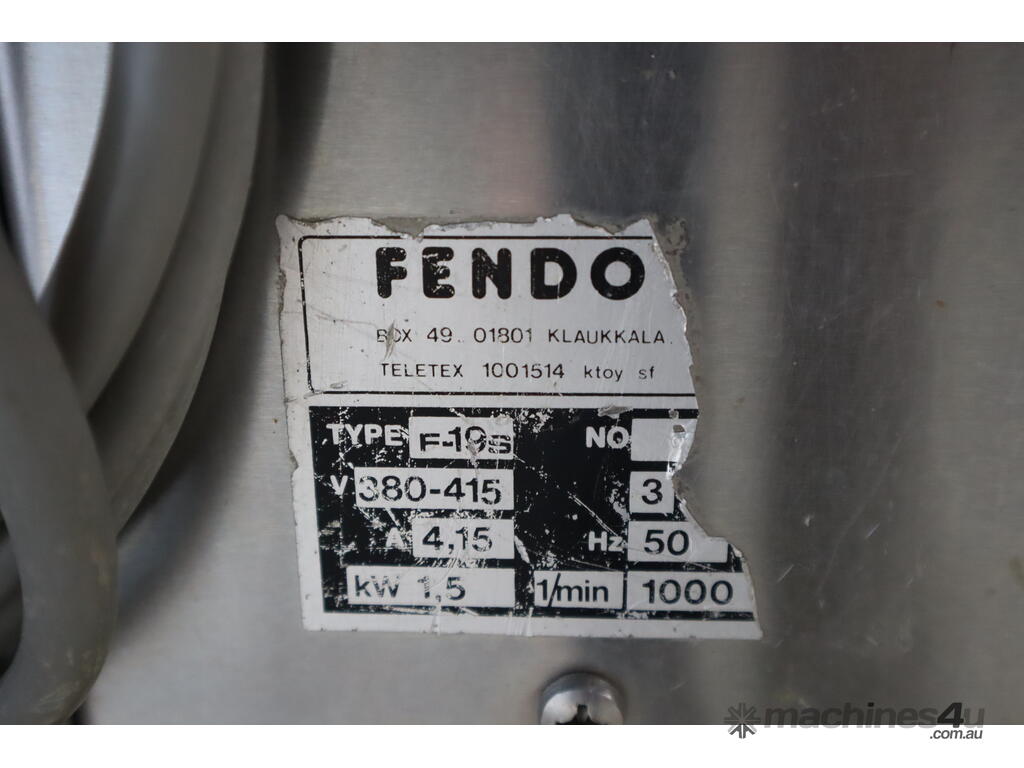 FENDO
BOX 49. 01801 KLAUKKALA.
TELETEX 1001514 ktoy sf
TYPE F-19S NO
V 380-415 3
A 4,15 Hz 50
kW 1,5 1/min 1000
machines4u
.com.au